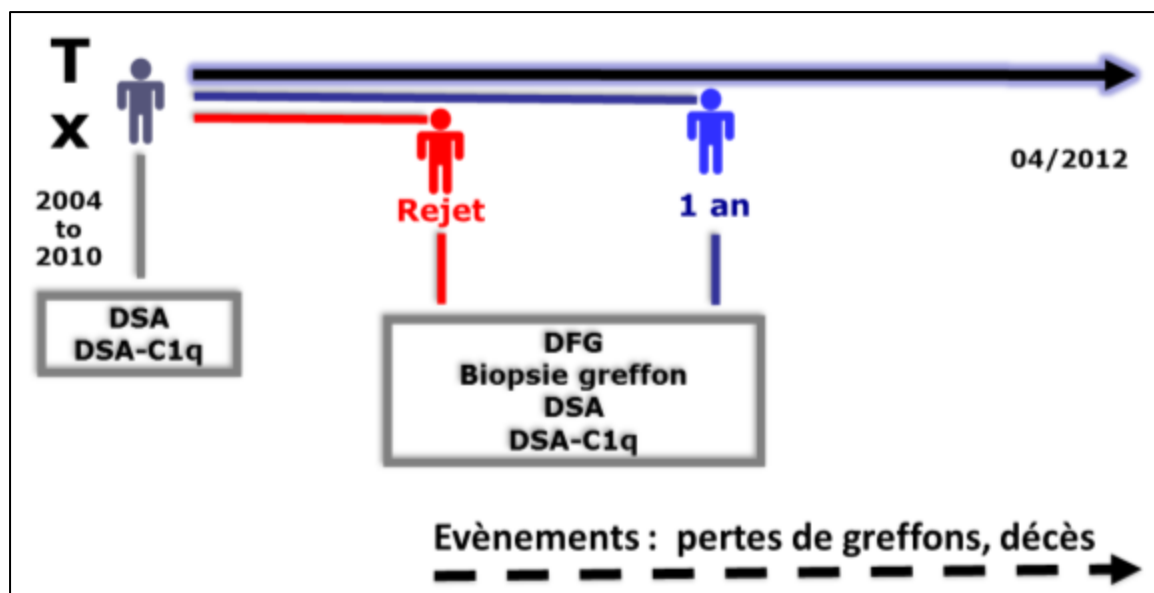 T
x
2004
to
2010
Rejet
1 an
04/2012
DSA
DSA-C1q
DFG
Biopsie greffon
DSA
DSA-C1q
Evènements : pertes de greffons, décès